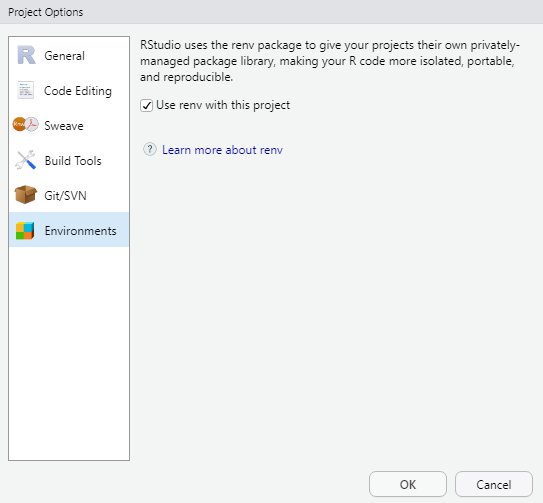 Project Options
General
Code Editing
Sweave
Build Tools
Git/SVN
Environments
RStudio uses the renv package to give your projects their own privately-
managed package library, making your R code more isolated, portable,
and reproducible.
Use renv with this project
? Learn more about renv
OK
Cancel